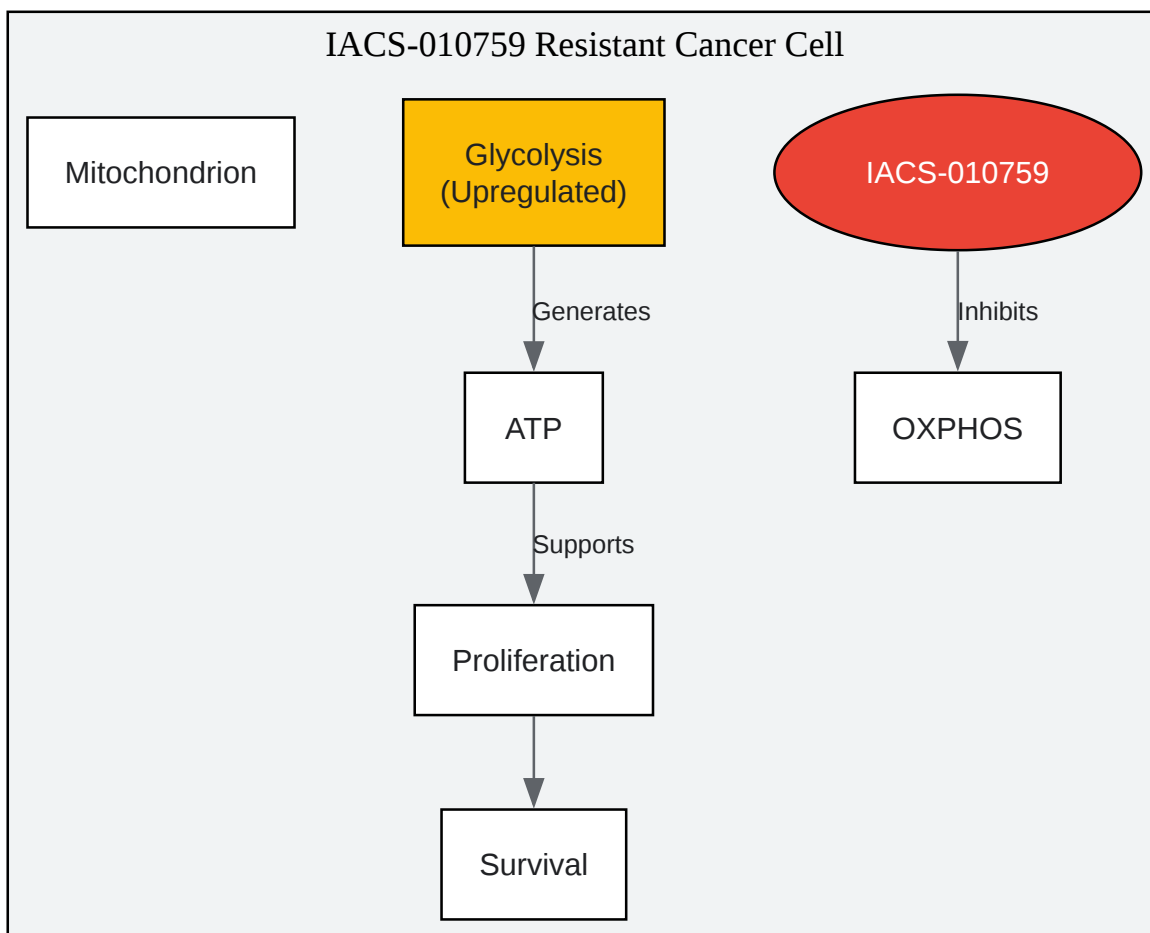 IACS-010759 Resistant Cancer Cell
Mitochondrion
Glycolysis
(Upregulated)
IACS-010759
Generates
Inhibits
ATP
OXPHOS
Supports
Proliferation
Survival